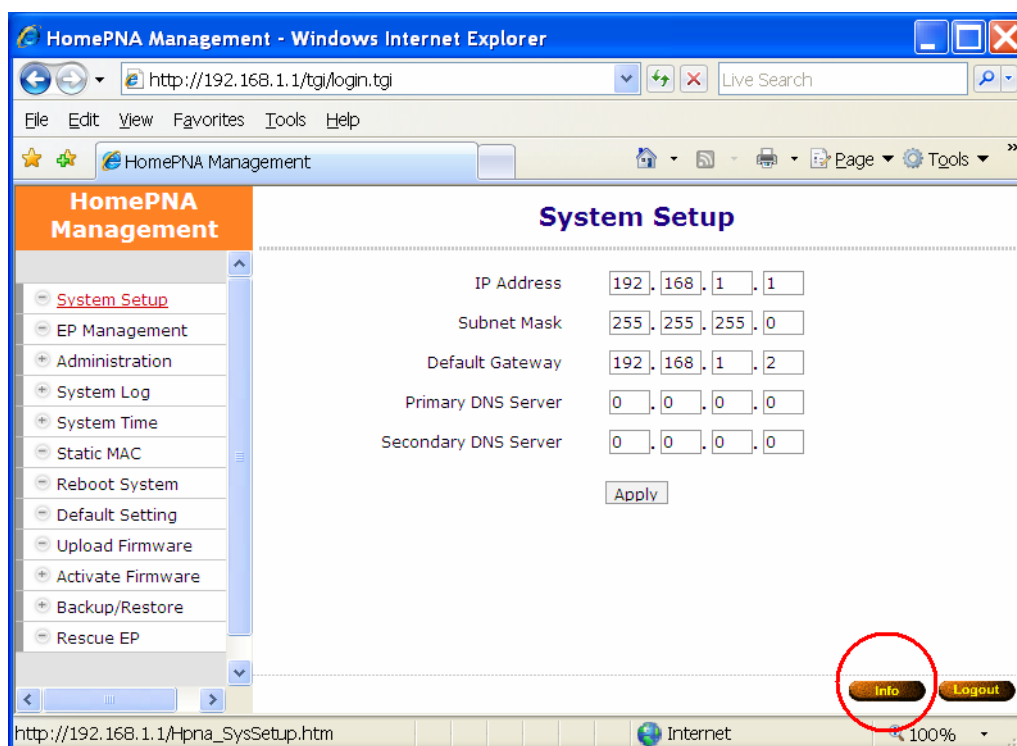 HomePNA Management - Windows Internet Explorer
http://192.168.1.1/tgi/login.tgi
Live Search
File Edit View Favorites Tools Help
HomePNA Management
Page Tools »
HomePNA
Management
System Setup
EP Management
Administration
System Log
System Time
Static MAC
Reboot System
Default Setting
Upload Firmware
Activate Firmware
Backup/Restore
Rescue EP
System Setup
IP Address 192 . 168 . 1 . 1
Subnet Mask 255 . 255 . 255 . 0
Default Gateway 192 . 168 . 1 . 2
Primary DNS Server 0 . 0 . 0 . 0
Secondary DNS Server 0 . 0 . 0 . 0
Apply
Info Logout
http://192.168.1.1/Hpna_SysSetup.htm Internet 100%